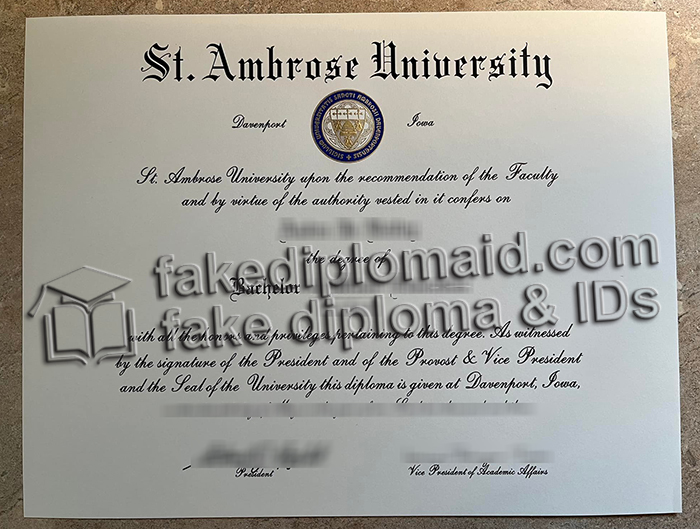 St. Ambrose University
Davenport Iowa
St. Ambrose University upon the recommendation of the Faculty
and by virtue of the authority vested in it confers on
the degree of
fakediplomaid.com
Bachelor
fake diploma & IDs
with all the honors and privileges pertaining to this degree. As witnessed
by the signature of the President and of the Provost & Vice President
and the Seal of the University this diploma is given at Davenport, Iowa,
President Vice President of Academic Affairs